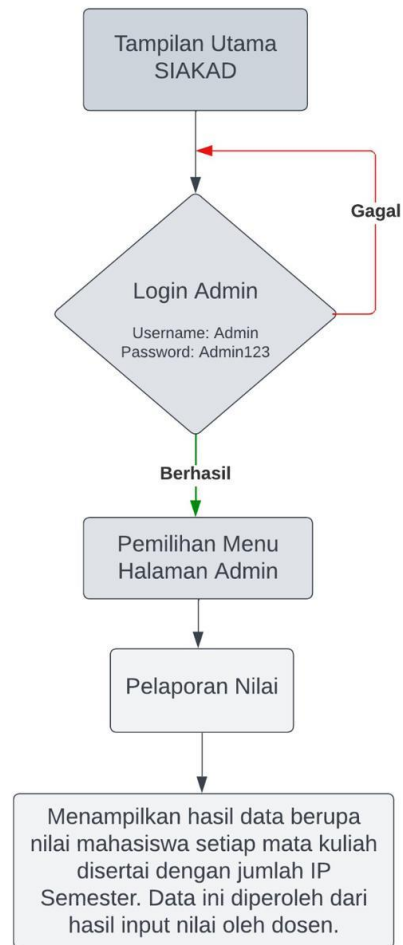 Tampilan Utama
SIAKAD
Gagal
Login Admin
Username: Admin
Password: Admin123
Berhasil
Pemilihan Menu
Halaman Admin
Pelaporan Nilai
Menampilkan hasil data berupa
nilai mahasiswa setiap mata kuliah
disertai dengan jumlah IP
Semester. Data ini diperoleh dari
hasil input nilai oleh dosen.